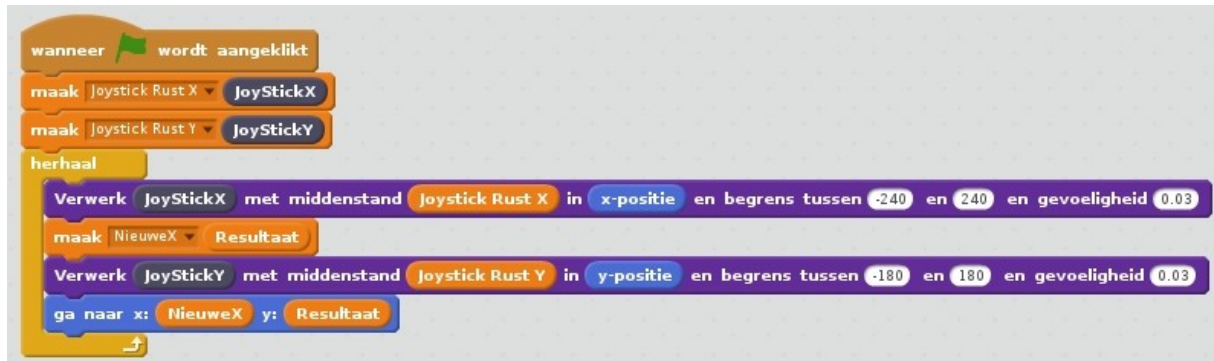 wanneer wordt aangeklikt
maak Joystick Rust X JoyStickX
maak Joystick Rust Y JoyStickY
herhaal
Verwerk JoyStickX met middenstand Joystick Rust X in x-positie en begrens tussen -240 en 240 en gevoeligheid 0.03
maak NieuweX Resultaat
Verwerk JoyStickY met middenstand Joystick Rust Y in y-positie en begrens tussen -180 en 180 en gevoeligheid 0.03
ga naar x: NieuweX y: Resultaat